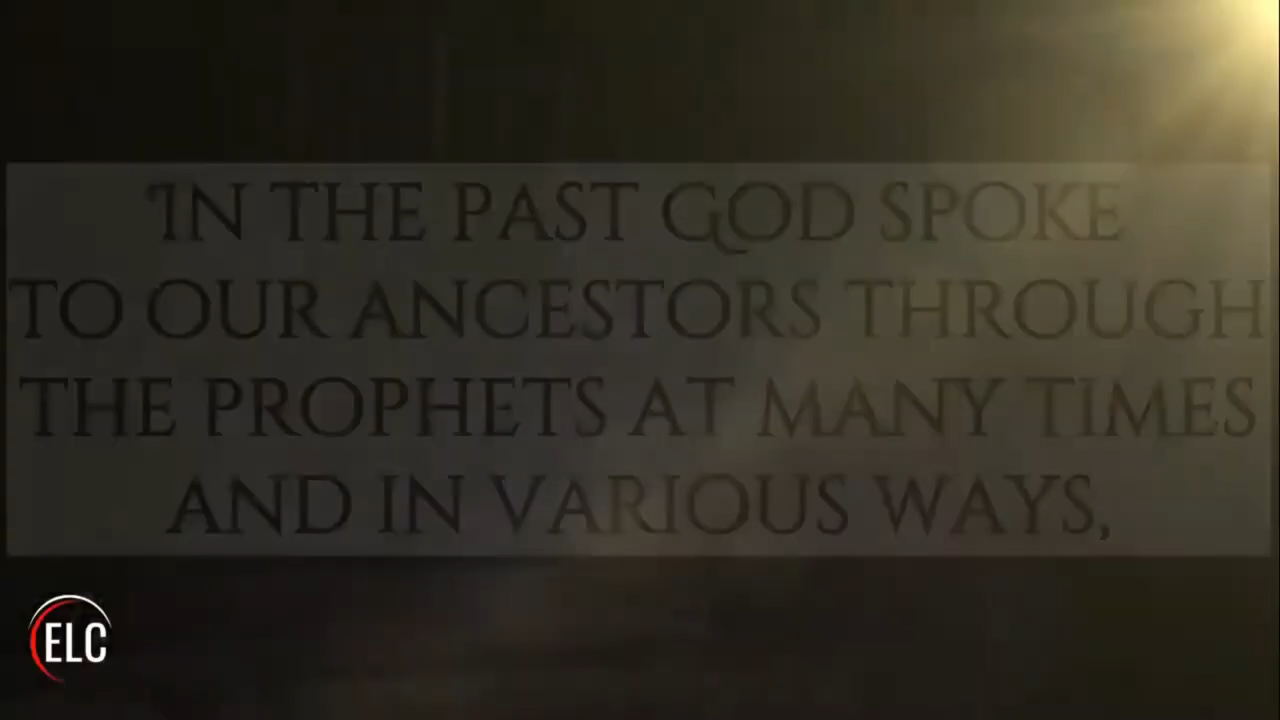 In the past God spoke
to our ancestors through
the prophets at many times
and in various ways,
ELC